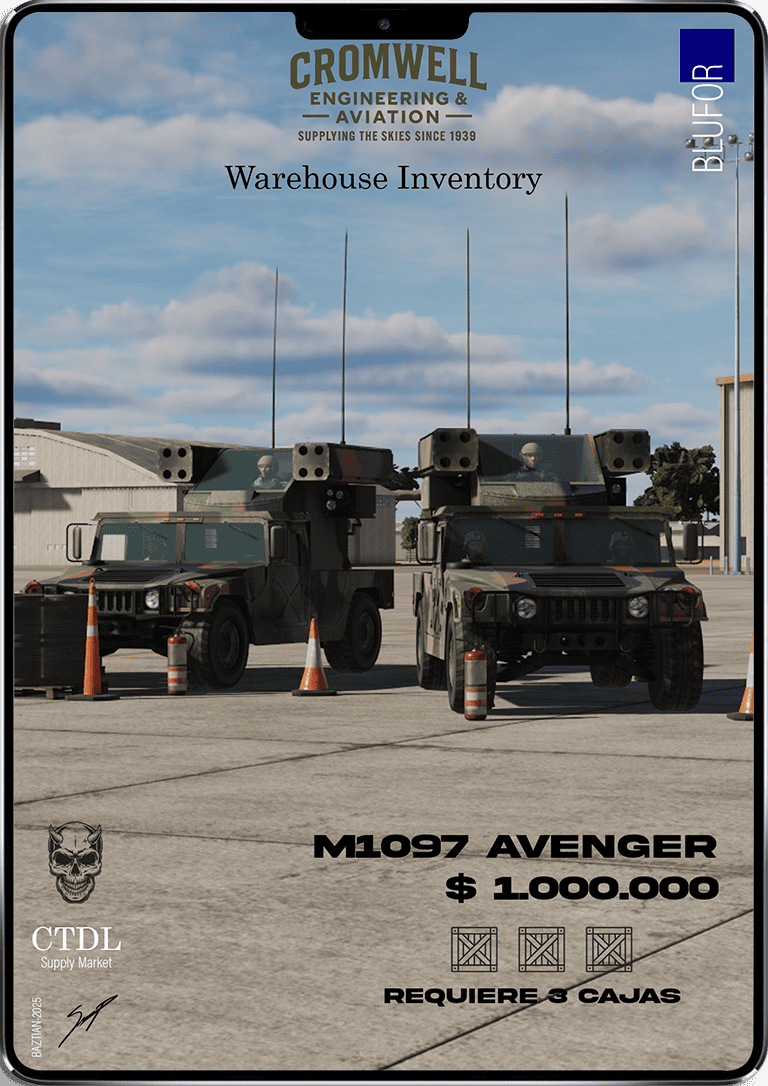 CROMWELL
ENGINEERING &
AVIATION
SUPPLYING THE SKIES SINCE 1939
BLUFOR
Warehouse Inventory
M1097 AVENGER
$ 1.000.000
REQUIERE 3 CAJAS
CTDL
Supply Market
BAZTIAN-2025